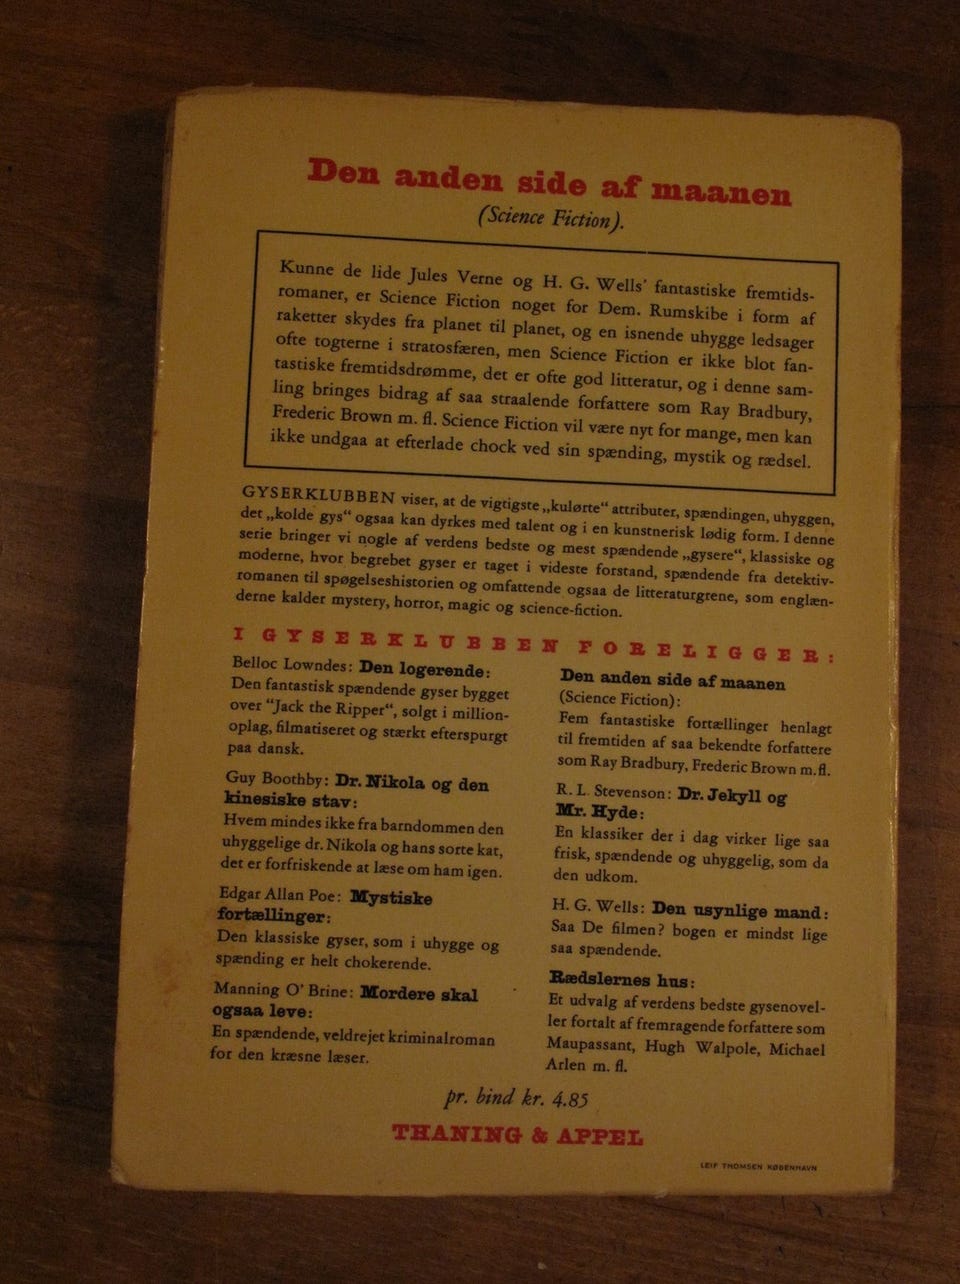 Den anden side af maanen
(Science Fiction).
Kunne de lide Jules Verne og H. G. Wells' fantastiske fremtids-
romaner, er Science Fiction noget for Dem. Rumskibe i form af
raketter skydes fra planet til planet, og en isnende uhygge ledsager
ofte togterne i stratosfæren, men Science Fiction er ikke blot fan-
tastiske fremtidsdrømme, det er ofte god litteratur, og i denne sam-
ling bringes bidrag af saa straalende forfattere som Ray Bradbury,
Frederic Brown m. fl. Science Fiction vil være nyt for mange, men kan
ikke undgaa at efterlade chock ved sin spænding, mystik og rædsel.
GYSERKLUBBEN viser, at de vigtigste „kulørte“ attributer, spændingen, uhyggen,
det „kolde gys“ ogsaa kan dyrkes med talent og i en kunstnerisk lødig form. I denne
serie bringer vi nogle af verdens bedste og mest spændende „gysere“, klassiske og
moderne, hvor begrebet gyser er taget i videste forstand, spændende fra detektiv-
romanen til spøgelseshistorien og omfattende ogsaa de litteraturgrene, som englæn-
derne kalder mystery, horror, magic og science-fiction.
I GYSERKLUBBEN FORELIGGER:
Belloc Lowndes: Den logerende:
Den fantastisk spændende gyser bygget
over “Jack the Ripper“, solgt i million-
oplag, filmatiseret og stærkt efterspurgt
paa dansk.
Guy Boothby: Dr. Nikola og den
kinesiske stav:
Hvem mindes ikke fra barndommen den
uhyggelige dr. Nikola og hans sorte kat,
det er forfriskende at læse om ham igen.
Edgar Allan Poe: Mystiske
fortællinger:
Den klassiske gyser, som i uhygge og
spænding er helt chokerende.
Manning O' Brine: Mordere skal
ogsaa leve:
En spændende, veldrejet kriminalroman
for den kræsne læser.
Den anden side af maanen
(Science Fiction):
Fem fantastiske fortællinger henlagt
til fremtiden af saa bekendte forfattere
som Ray Bradbury, Frederic Brown m.fl.
R. L. Stevenson: Dr. Jekyll og
Mr. Hyde:
En klassiker der i dag virker lige saa
frisk, spændende og uhyggelig, som da
den udkom.
H. G. Wells: Den usynlige mand:
Saa De filmen? bogen er mindst lige
saa spændende.
Rædslernes hus:
Et udvalg af verdens bedste gysenovel-
ler fortalt af fremragende forfattere som
Maupassant, Hugh Walpole, Michael
Arlen m. fl.
pr. bind kr. 4.85
THANING & APPEL
LEIF THOMSEN KØBENHAVN